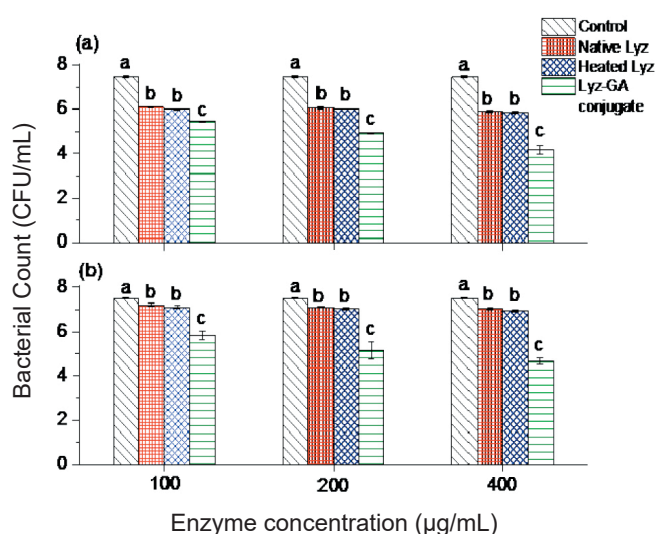 Control
Native Lyz
Heated Lyz
Lyz-GA
conjugate
(a)
8
6
4
2
0
a b b c
a b b c
a b b c
(b)
8
6
4
2
0
a b b c
a b b c
a b b c
100 200 400
Bacterial Count (CFU/mL)
Enzyme concentration (µg/mL)